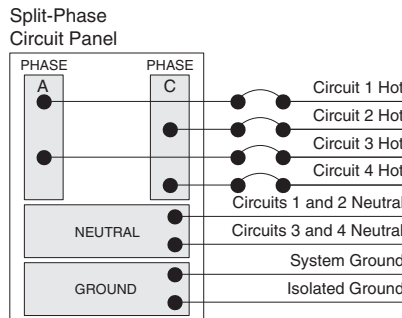 Split-Phase
Circuit Panel
PHASE PHASE
A C
Circuit 1 Hot
Circuit 2 Hot
Circuit 3 Hot
Circuit 4 Hot
Circuits 1 and 2 Neutral
NEUTRAL
Circuits 3 and 4 Neutral
System Ground
GROUND
Isolated Ground